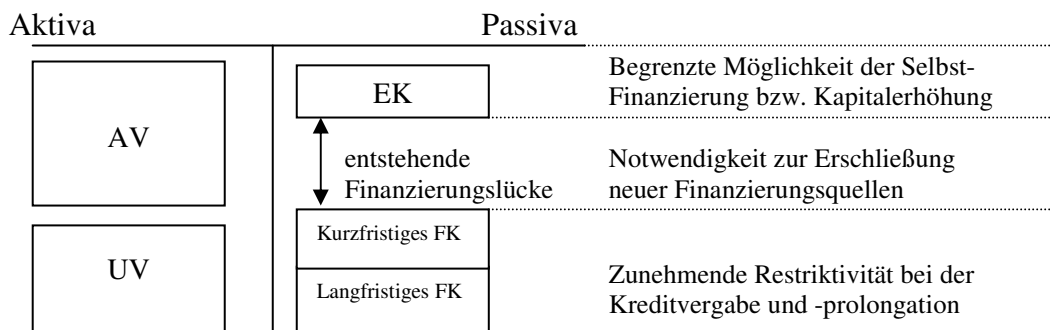 Aktiva
Passiva
AV
UV
EK
entstehende
Finanzierungslücke
Kurzfristiges FK
Langfristiges FK
Begrenzte Möglichkeit der Selbst-
Finanzierung bzw. Kapitalerhöhung
Notwendigkeit zur Erschließung
neuer Finanzierungsquellen
Zunehmende Restriktivität bei der
Kreditvergabe und -prolongation